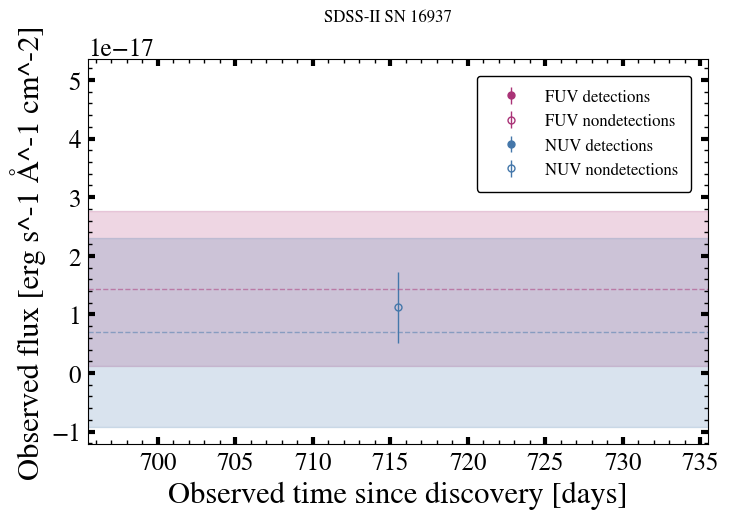 SDSS-II SN 16937
1e−17
Observed flux [erg s^-1 Å^-1 cm^-2]
5
4
3
2
1
0
−1
FUV detections
FUV nondetections
NUV detections
NUV nondetections
700 705 710 715 720 725 730 735
Observed time since discovery [days]